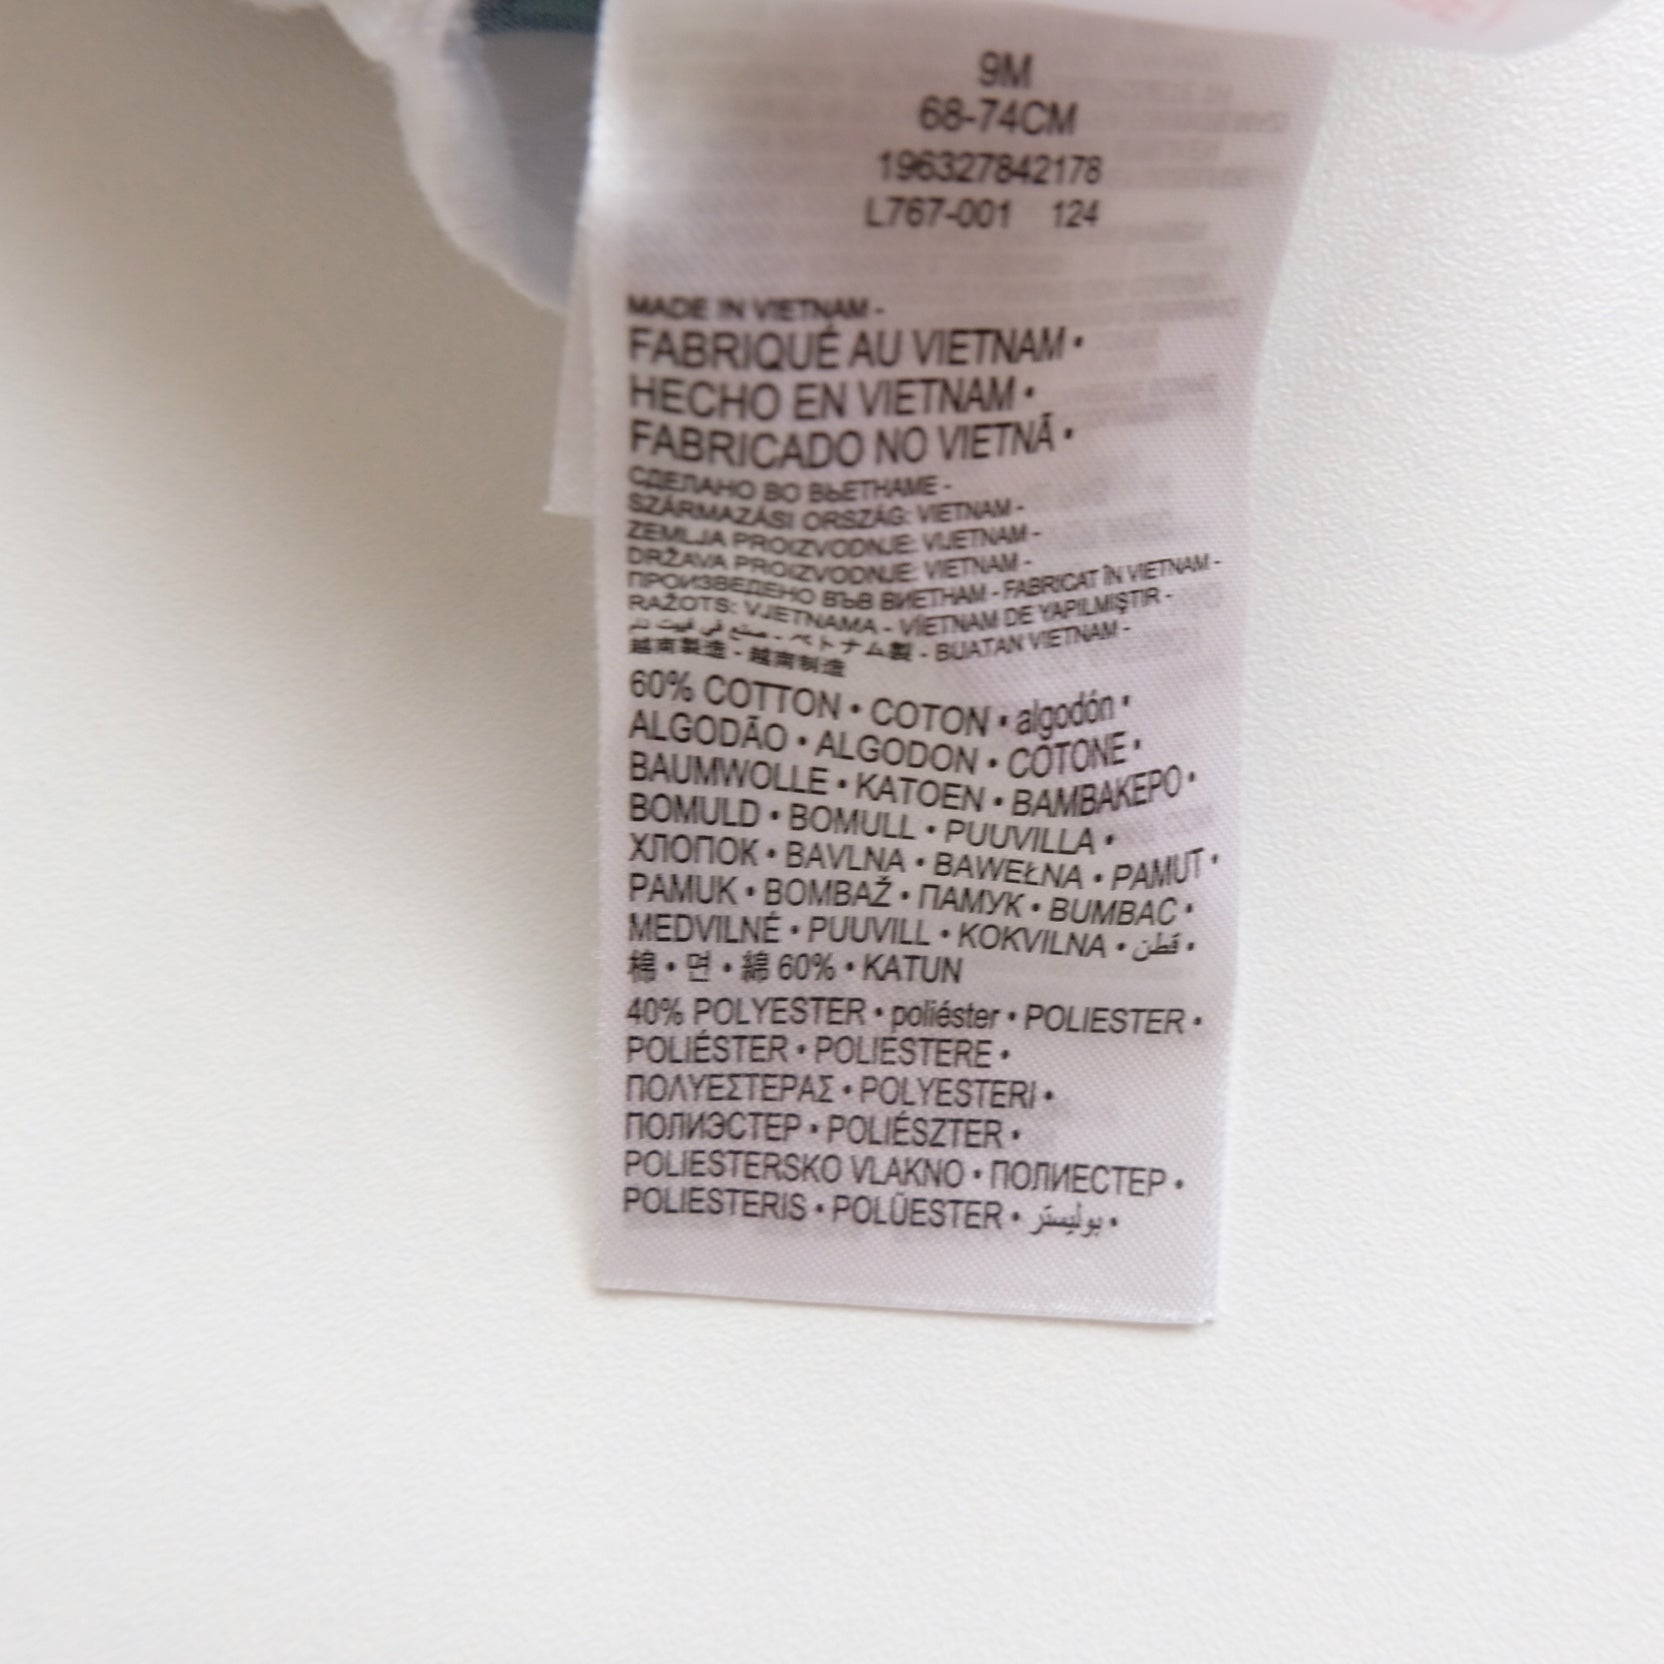 9M
68-74CM
196327842178
L767-001 124
MADE IN VIETNAM -
FABRIQUÉ AU VIETNAM •
HECHO EN VIETNAM •
FABRICADO NO VIETNÃ •
СДЕЛАНО ВО ВЬЕТНАМЕ -
SZÁRMAZÁSI ORSZÁG: VIETNAM -
ZEMLJA PROIZVODNJE: VIJETNAM -
DRŽAVA PROIZVODNJE: VIETNAM -
ПРОИЗВЕДЕНО ВЪВ ВИЕТНАМ - FABRICAT ÎN VIETNAM -
RAŽOTS: VJETNAMA - VİETNAM DE YAPILMIŞTIR -
صنع في فيت نام - ベトナム製 - BUATAN VIETNAM -
越南製造 - 越南制造
60% COTTON • COTON • algodón •
ALGODÃO • ALGODON • COTONE •
BAUMWOLLE • KATOEN • ΒΑΜΒΑΚΕΡΟ •
BOMULD • BOMULL • PUUVILLA •
ХЛОПОК • BAVLNA • BAWEŁNA • PAMUT •
PAMUK • BOMBAŽ • ПАМУК • BUMBAC •
MEDVILNÉ • PUUVILL • KOKVILNA • قطن •
棉 • 면 • 綿 60% • KATUN
40% POLYESTER • poliéster • POLIESTER •
POLIÉSTER • POLIESTERE •
ΠΟΛΥΕΣΤΕΡΑΣ • POLYESTERI •
ПОЛИЭСТЕР • POLIÉSZTER •
POLIESTERSKO VLAKNO • ПОЛИЕСТЕР •
POLIESTERIS • POLÜESTER • بوليستر •